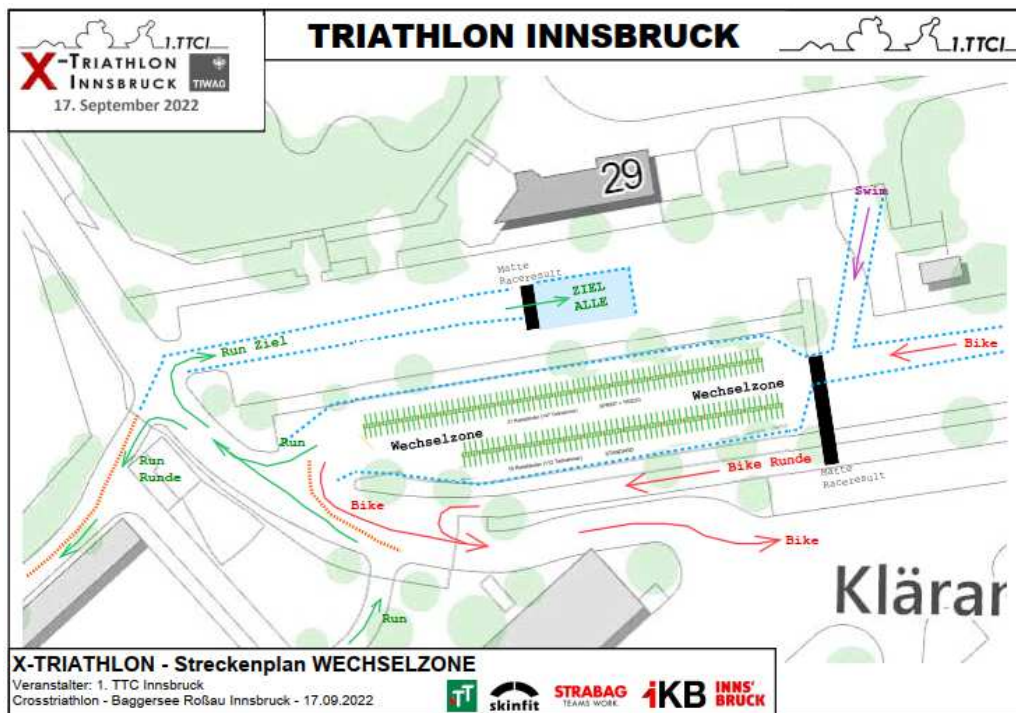 1.TTCI
X-TRIATHLON
INNSBRUCK
TIWAG
17. September 2022
TRIATHLON INNSBRUCK
1.TTCI
29
Swim
Matte
Raceresult
ZIEL
ALLE
Run Ziel
Bike
Wechselzone
Wechselzone
STANDARD
Run
Run
Runde
Bike Runde
Matte
Raceresult
Bike
Bike
Run
Klärar
X-TRIATHLON - Streckenplan WECHSELZONE
Veranstalter: 1. TTC Innsbruck
Crosstriathlon - Baggersee Roßau Innsbruck - 17.09.2022
TT
skinfit
STRABAG
TEAMS WORK.
iKB
INNS'
BRUCK